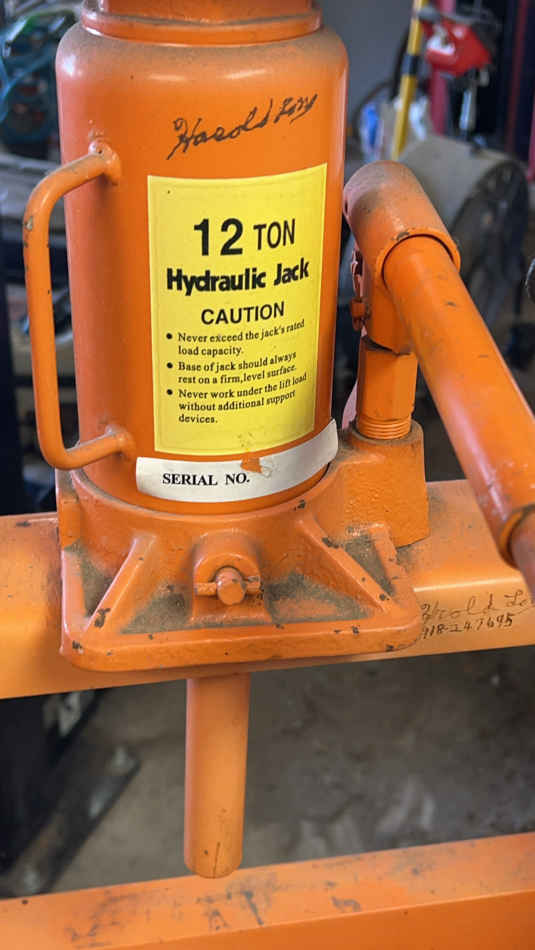 Harold
12 TON
Hydraulic Jack
CAUTION
• Never exceed the jack's rated
load capacity.
• Base of jack should always
rest on a firm, level surface.
• Never work under the lift load
without additional support
devices.
SERIAL NO.
Harold